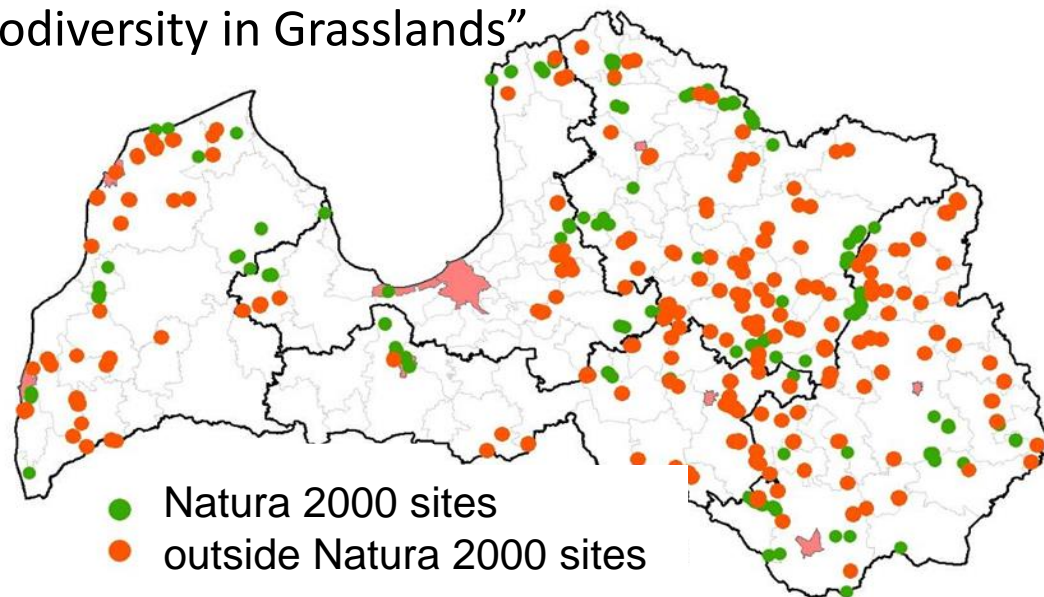 odiversity in Grasslands”
Natura 2000 sites
outside Natura 2000 sites